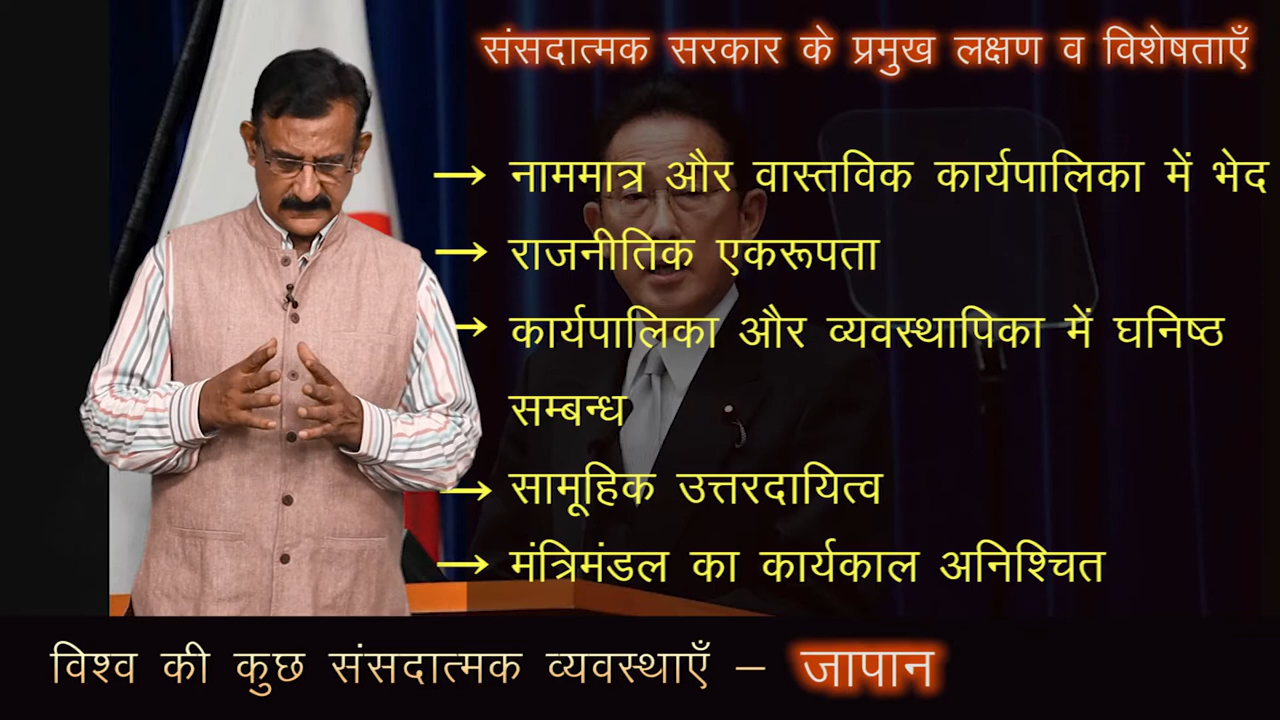 संसदात्मक सरकार के प्रमुख लक्षण व विशेषताएँ
→ नाममात्र और वास्तविक कार्यपालिका में भेद
→ राजनीतिक एकरूपता
→ कार्यपालिका और व्यवस्थापिका में घनिष्ठ
सम्बन्ध
→ सामूहिक उत्तरदायित्व
→ मंत्रिमंडल का कार्यकाल अनिश्चित
विश्व की कुछ संसदात्मक व्यवस्थाएँ – जापान